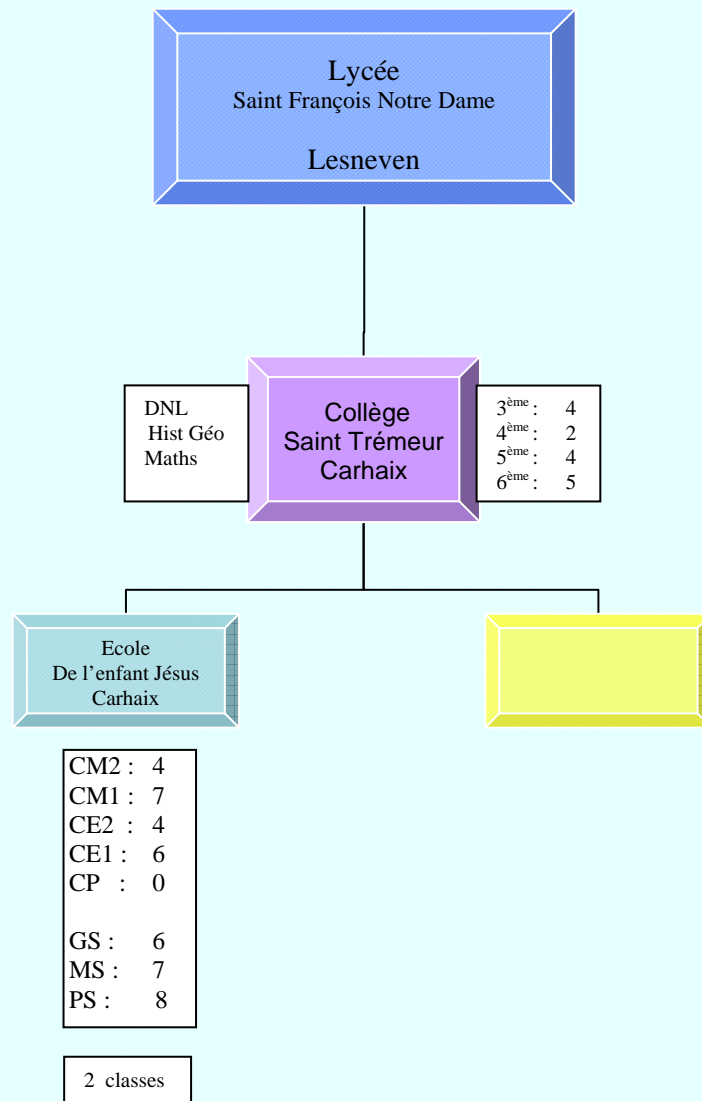 Lycée
Saint François Notre Dame
Lesneven
DNL
Hist Géo
Maths
Collège
Saint Trémeur
Carhaix
3ème : 4
4ème : 2
5ème : 4
6ème : 5
Ecole
De l’enfant Jésus
Carhaix
CM2 : 4
CM1 : 7
CE2 : 4
CE1 : 6
CP : 0
GS : 6
MS : 7
PS : 8
2 classes